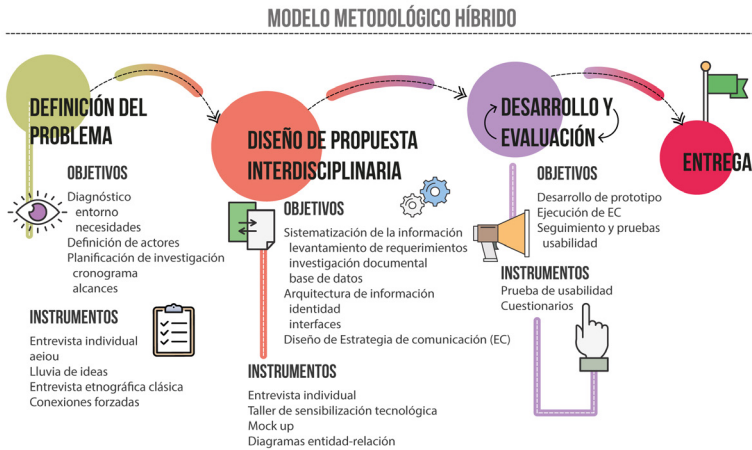 MODELO METODOLÓGICO HÍBRIDO
DEFINICIÓN DEL
PROBLEMA
OBJETIVOS
Diagnóstico
entorno
necesidades
Definición de actores
Planificación de investigación
cronograma
alcances
INSTRUMENTOS
Entrevista individual
aeiou
Lluvia de ideas
Entrevista etnográfica clásica
Conexiones forzadas
DISEÑO DE PROPUESTA
INTERDISCIPLINARIA
OBJETIVOS
Sistematización de la información
levantamiento de requerimientos
investigación documental
base de datos
Arquitectura de información
identidad
interfaces
Diseño de Estrategia de comunicación (EC)
INSTRUMENTOS
Entrevista individual
Taller de sensibilización tecnológica
Mock up
Diagramas entidad-relación
DESARROLLO Y
EVALUACIÓN
OBJETIVOS
Desarrollo de prototipo
Ejecución de EC
Seguimiento y pruebas
usabilidad
INSTRUMENTOS
Prueba de usabilidad
Cuestionarios
ENTREGA